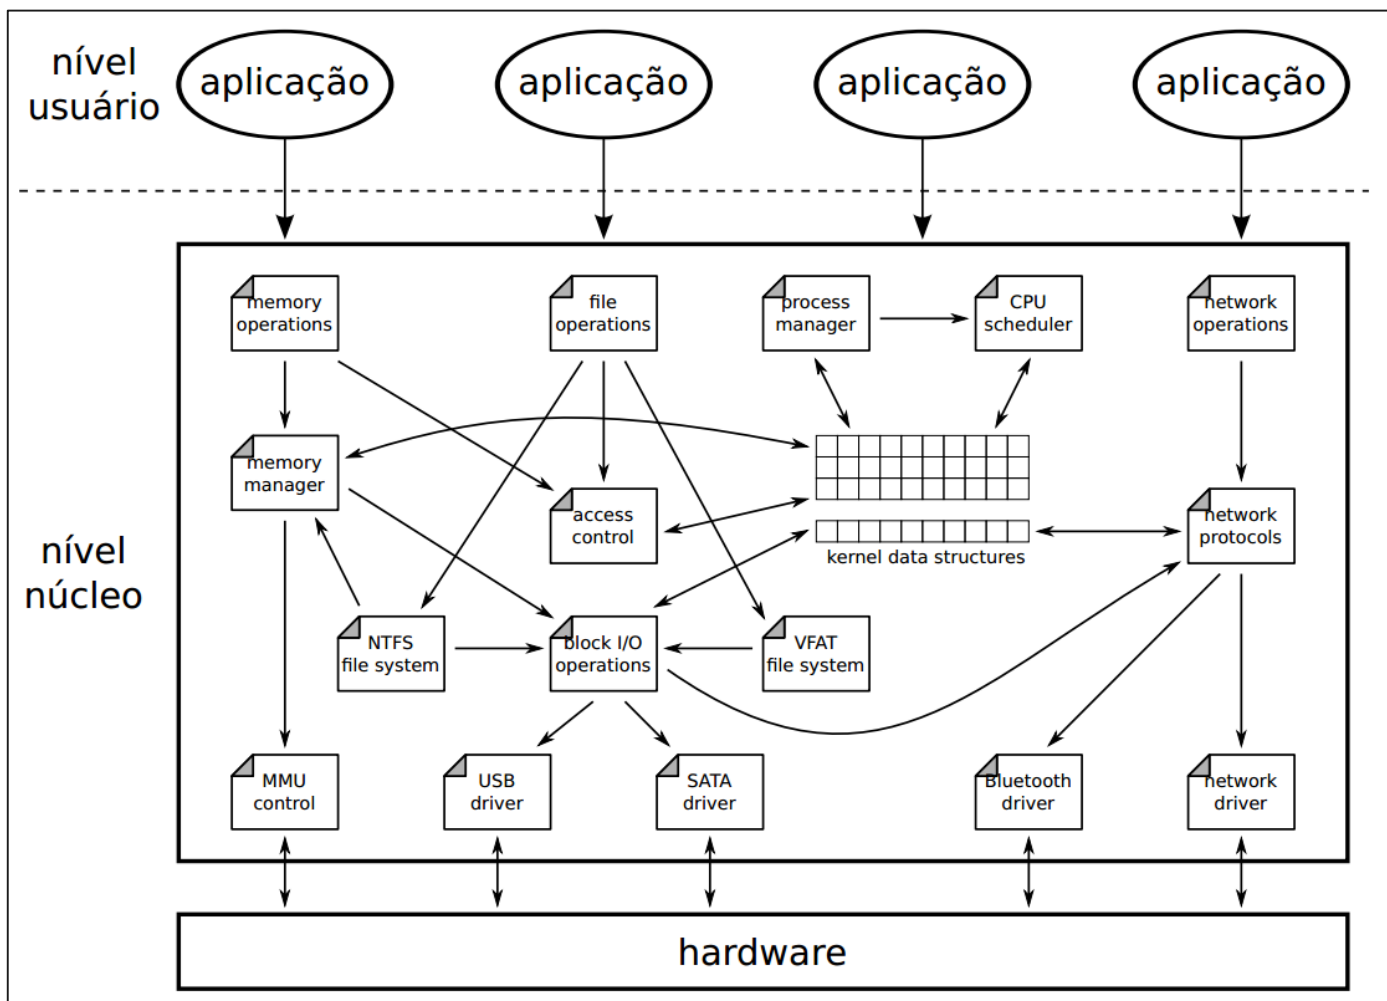 nível
usuário
aplicação
aplicação
aplicação
aplicação
nível
núcleo
memory
operations
file
operations
process
manager
CPU
scheduler
network
operations
memory
manager
access
control
kernel data structures
network
protocols
NTFS
file system
block I/O
operations
VFAT
file system
MMU
control
USB
driver
SATA
driver
Bluetooth
driver
network
driver
hardware